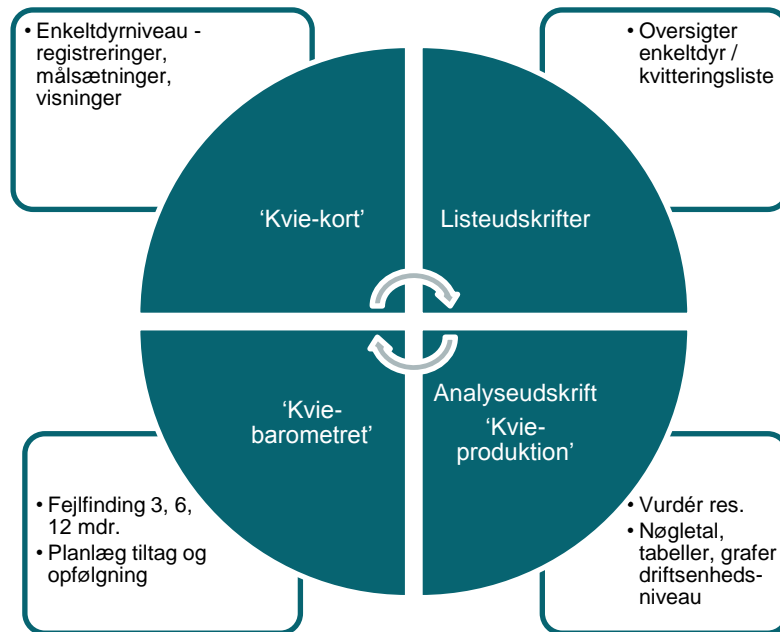 • Enkeltdyrniveau -
registreringer,
målsætninger,
visninger
• Oversigter
enkeltdyr /
kvitteringsliste
‘Kvie-kort’
Listeudskrifter
‘Kvie-
barometret’
Analyseudskrift
‘Kvie-
produktion’
• Fejlfinding 3, 6,
12 mdr.
• Planlæg tiltag og
opfølgning
• Vurdér res.
• Nøgletal,
tabeller, grafer
driftsenheds-
niveau